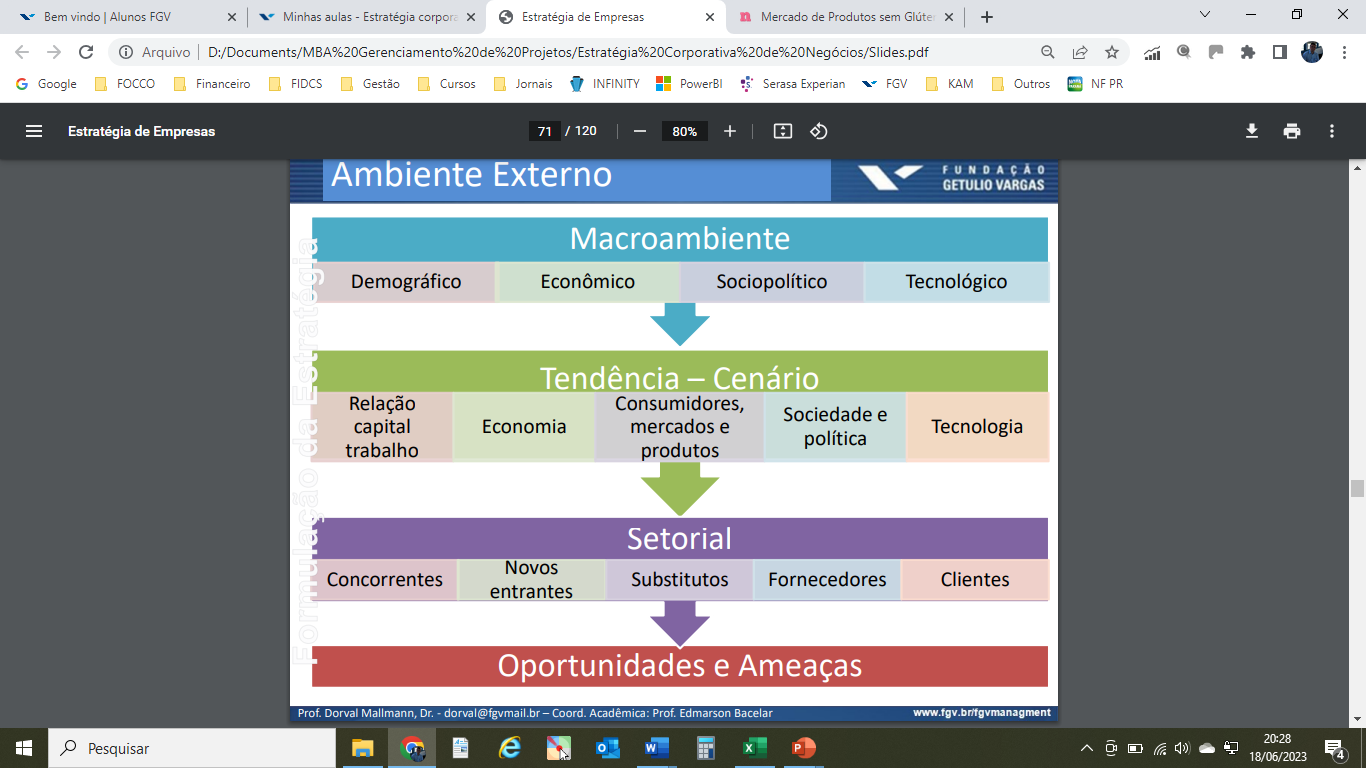 Bem vindo | Alunos FGV
Minhas aulas - Estratégia corpora
Estratégia de Empresas
Mercado de Produtos sem Glúte
Arquivo
D:/Documents/MBA%20Gerenciamento%20de%20Projetos/Estratégia%20Corporativa%20de%20Negócios/Slides.pdf
Google
FOCCO
Financeiro
FIDCS
Gestão
Cursos
Jornais
INFINITY
PowerBI
Serasa Experian
FGV
KAM
Outros
NF PR
Estratégia de Empresas
71 / 120
80%
Ambiente Externo
FUNDAÇÃO
GETULIO VARGAS
Formulação da Estratégia
Macroambiente
Demográfico
Econômico
Sociopolítico
Tecnológico
Tendência – Cenário
Relação
capital
trabalho
Economia
Consumidores,
mercados e
produtos
Sociedade e
política
Tecnologia
Setorial
Concorrentes
Novos
entrantes
Substitutos
Fornecedores
Clientes
Oportunidades e Ameaças
Prof. Dorval Mallmann, Dr. - dorval@fgvmail.br – Coord. Acadêmica: Prof. Edmarson Bacelar
www.fgv.br/fgvmanagment
Pesquisar
20:28
18/06/2023
4